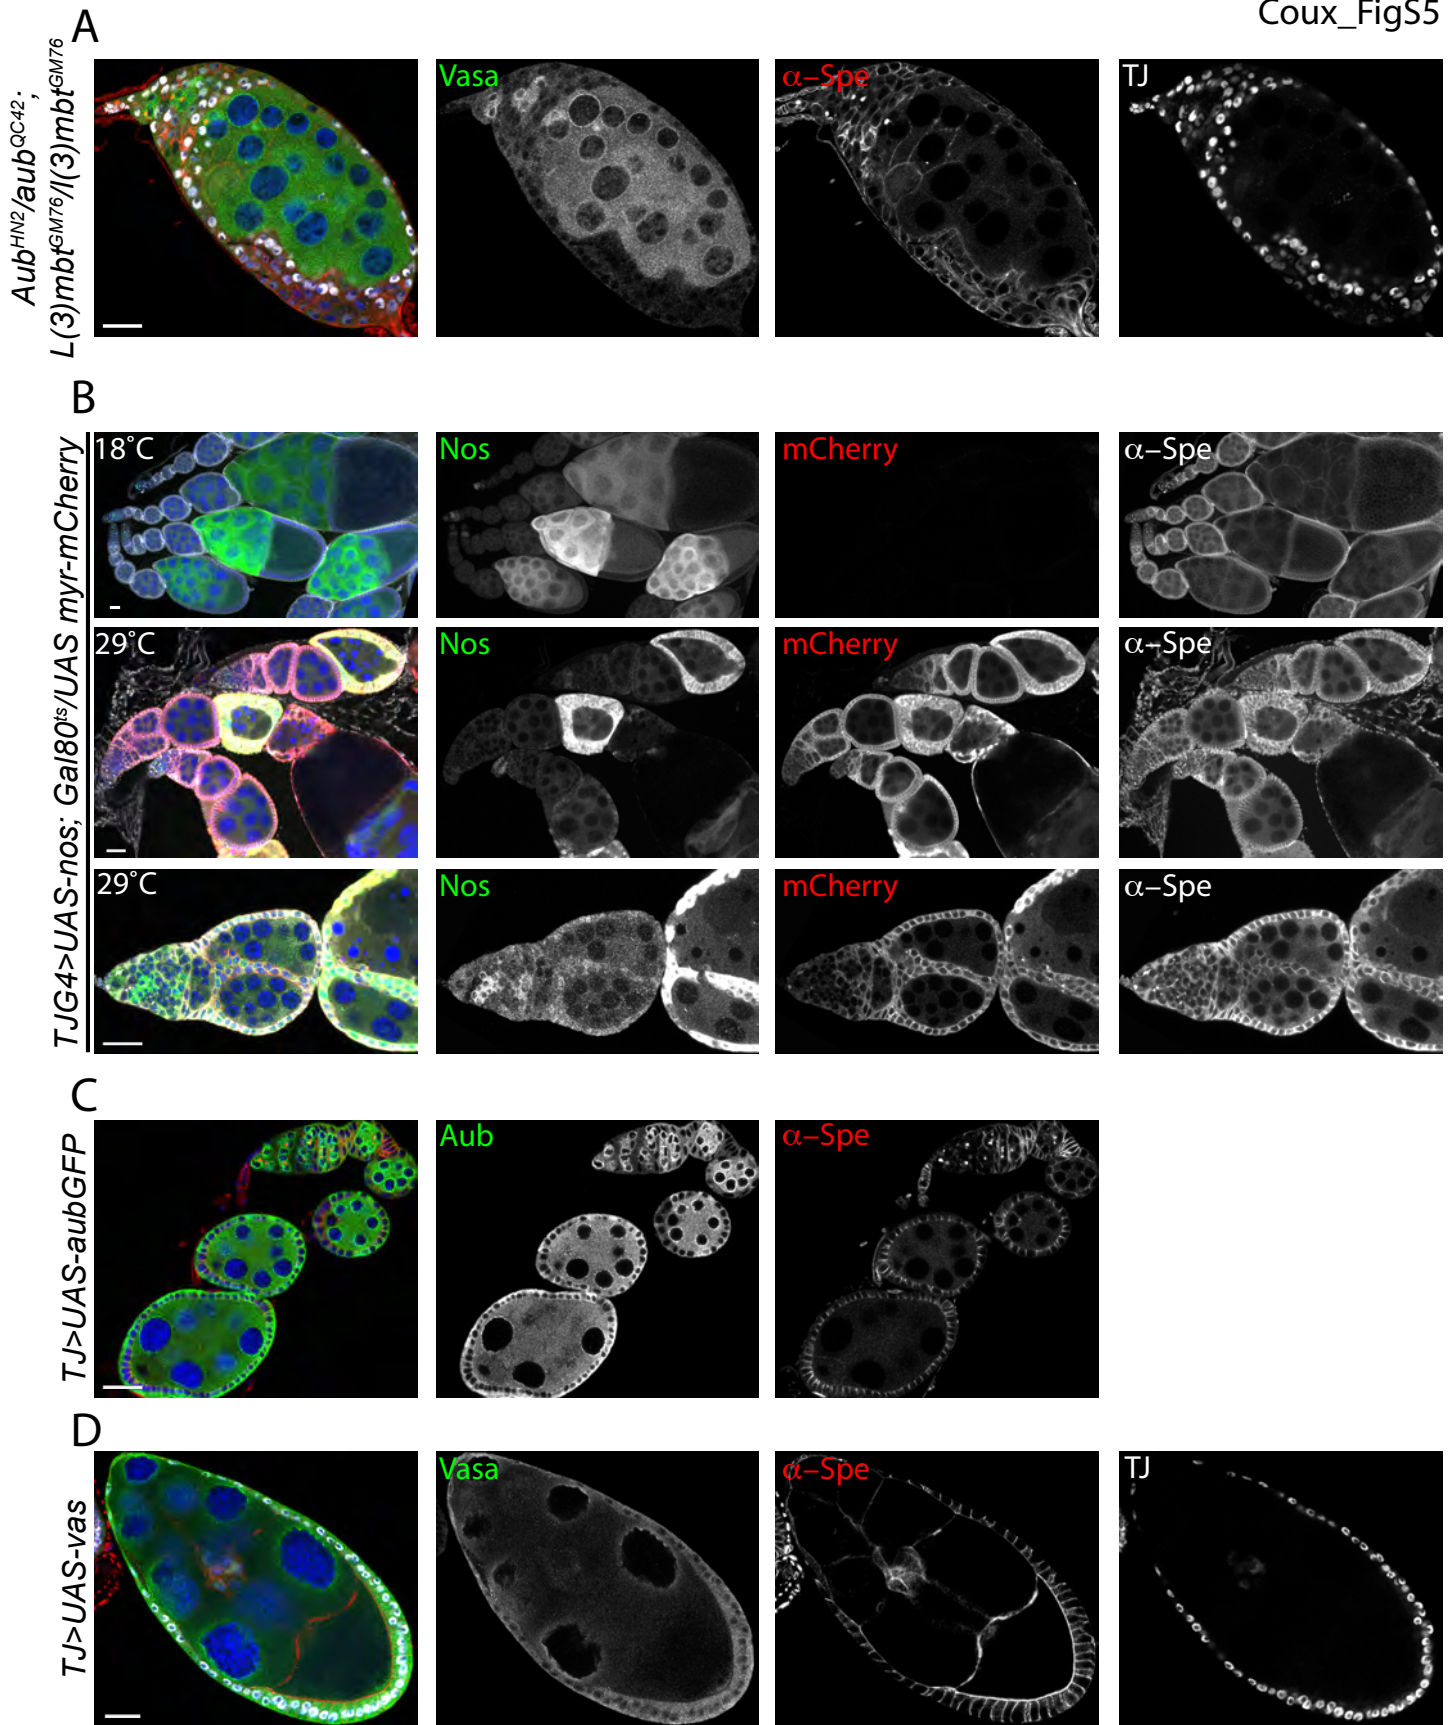 Coux_FigS5
A
Aub^HN2/aub^QC42;
L(3)mbt^GM76/l(3)mbt^GM76
Vasa
α–Spe
TJ
B
TJG4>UAS-nos; Gal80^ts/UAS myr-mCherry
18˚C
Nos
mCherry
α–Spe
29˚C
Nos
mCherry
α–Spe
29˚C
Nos
mCherry
α–Spe
C
TJ>UAS-aubGFP
Aub
α–Spe
D
TJ>UAS-vas
Vasa
α–Spe
TJ